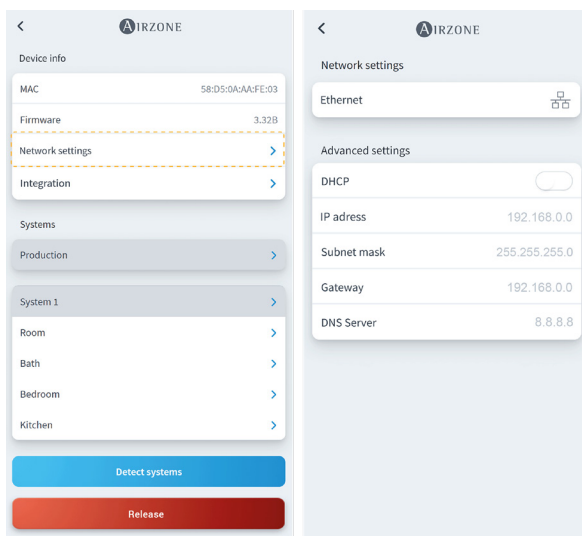 AIRZONE
Device info
MAC 58:D5:0A:AA:FE:03
Firmware 3.32B
Network settings
Integration
Systems
Production
System 1
Room
Bath
Bedroom
Kitchen
Detect systems
Release
AIRZONE
Network settings
Ethernet
Advanced settings
DHCP
IP adress 192.168.0.0
Subnet mask 255.255.255.0
Gateway 192.168.0.0
DNS Server 8.8.8.8